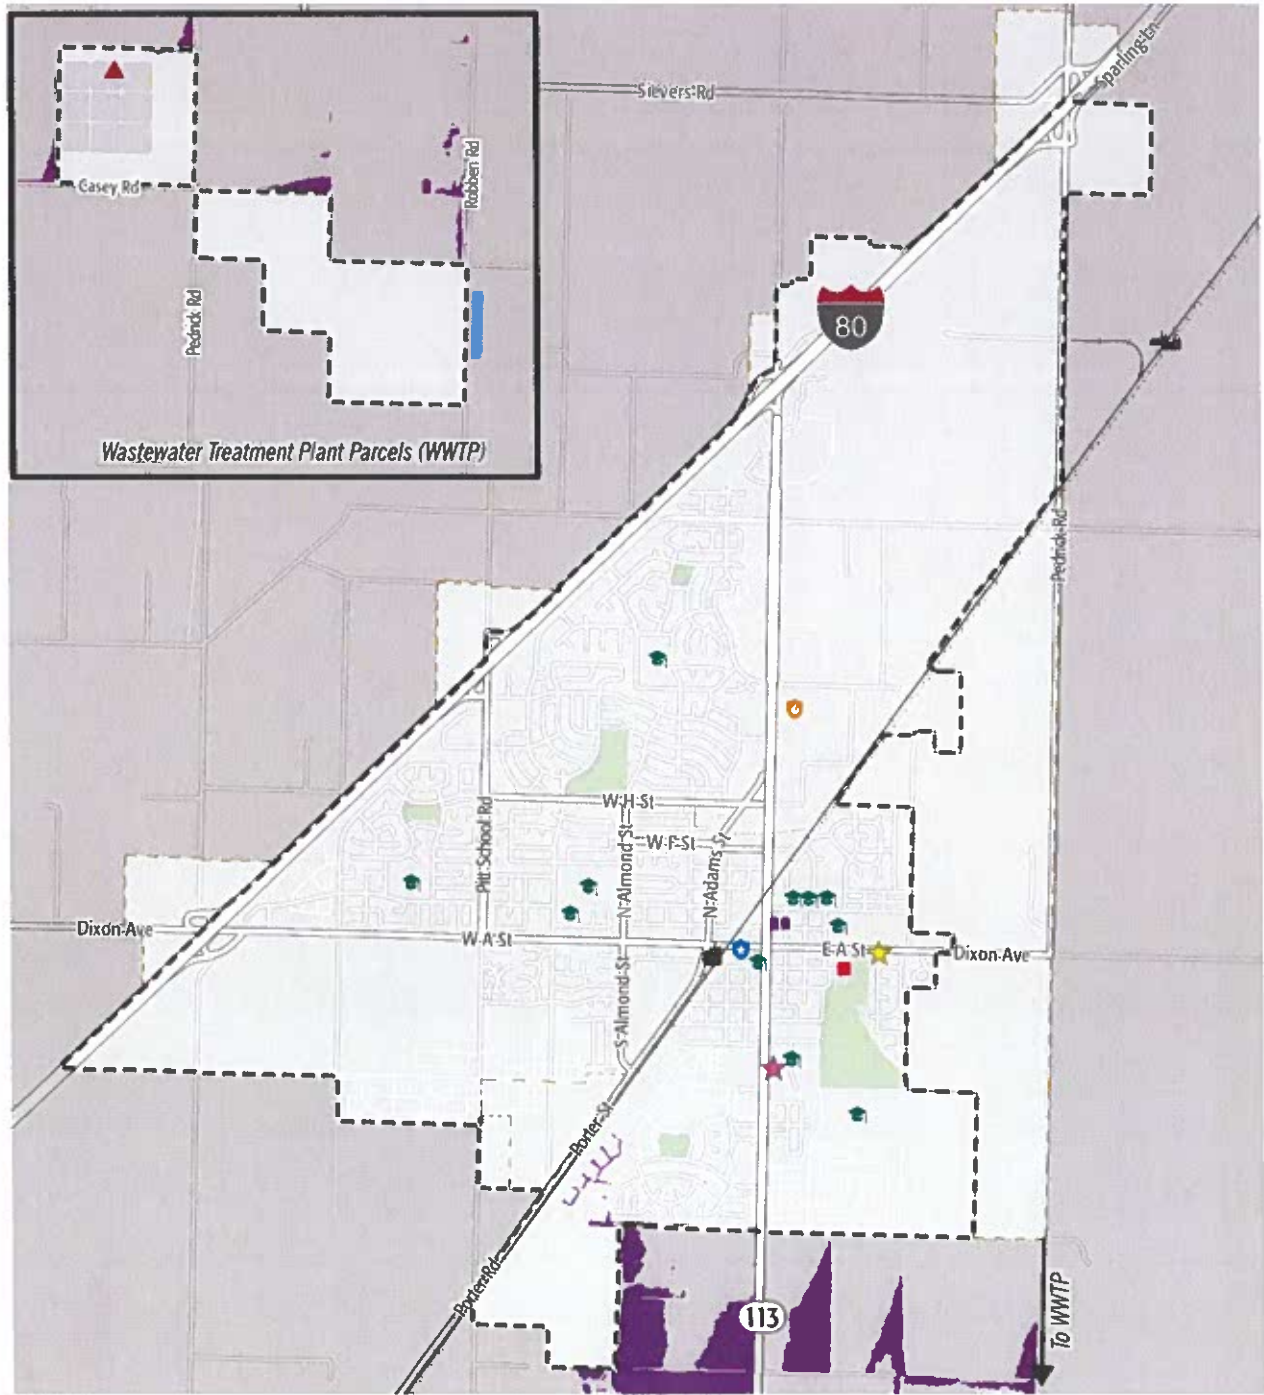 Sievers Rd
Sparling Ln
Robben Rd
Casey Rd
Pedrick Rd
80
Wastewater Treatment Plant Parcels (WWTP)
Pedrick Rd
W H St
Pitt School Rd
N Almond St
W F St
N Adams St
Dixon Ave
W A St
E A St
Dixon Ave
S Almond St
Porter St
Porter Rd
113
To WWTP